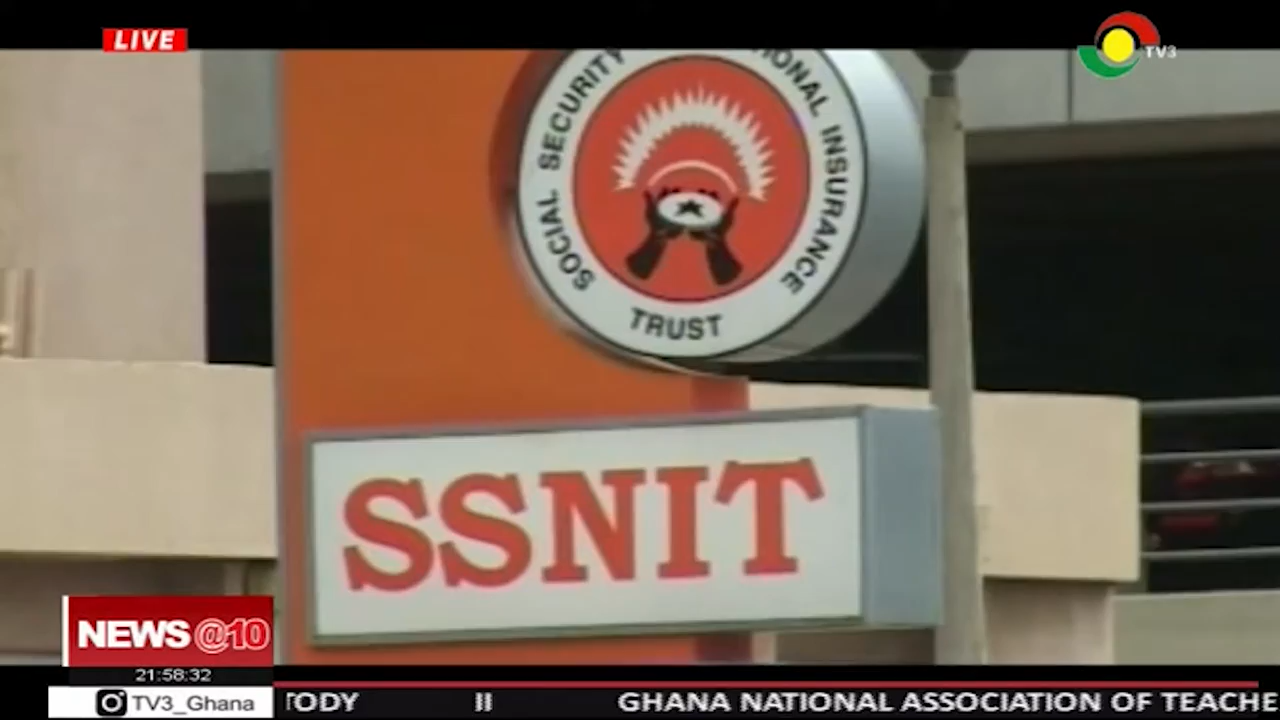 LIVE
TV3
SOCIAL SECURITY
INSURANCE
TRUST
SSNIT
NEWS@10
21:58:32
TV3_Ghana
GHANA NATIONAL ASSOCIATION OF